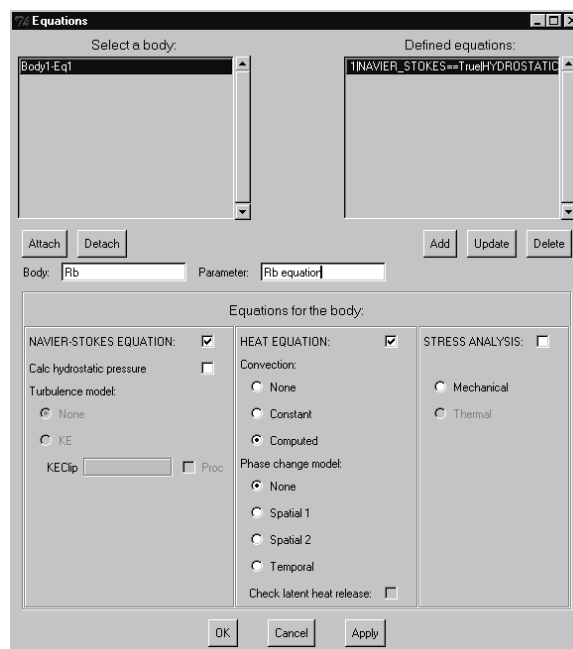 Equations
Select a body:
Defined equations:
Body1-Eq1
1|NAVIER_STOKES==True|HYDROSTATIC
Attach Detach
Add Update Delete
Body: Rb Parameter: Rb equation
Equations for the body:
NAVIER-STOKES EQUATION:
Calc hydrostatic pressure
Turbulence model:
None
KE
KEClip Proc
HEAT EQUATION:
Convection:
None
Constant
Computed
Phase change model:
None
Spatial 1
Spatial 2
Temporal
Check latent heat release:
STRESS ANALYSIS:
Mechanical
Thermal
OK Cancel Apply